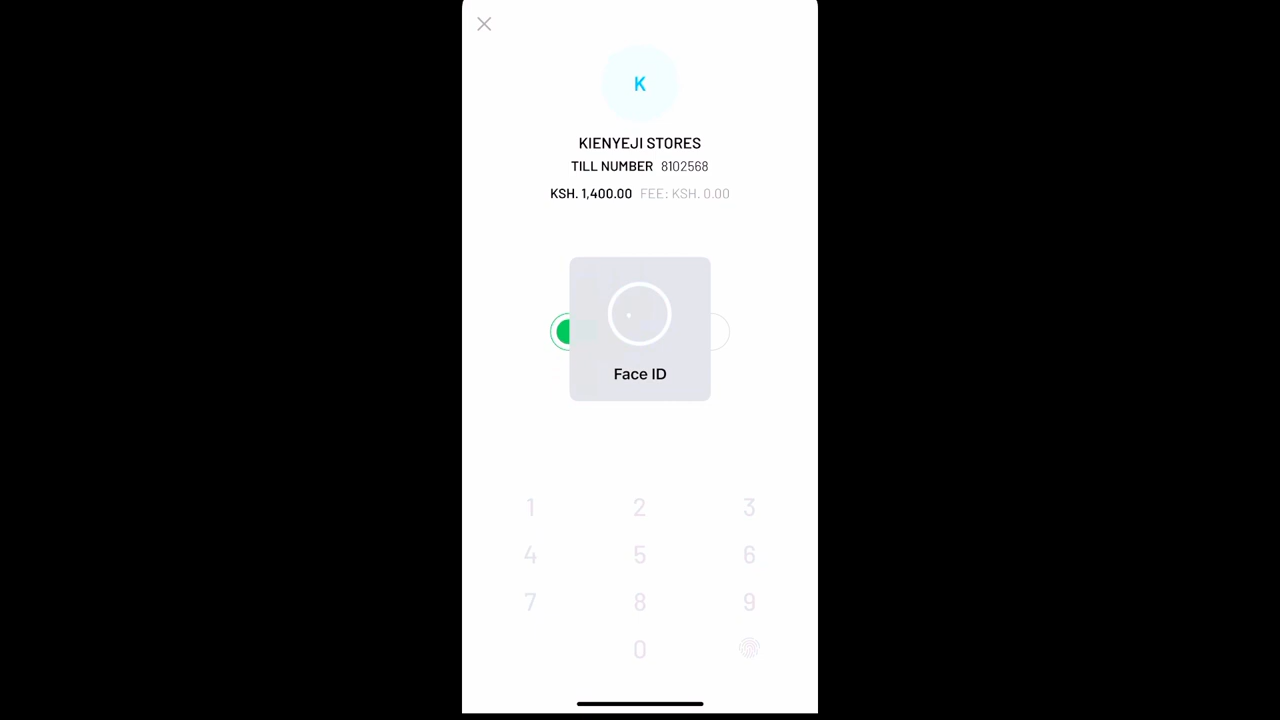 K
KIENYEJI STORES
TILL NUMBER 8102568
KSH. 1,400.00 FEE: KSH. 0.00
Face ID
1 2 3
4 5 6
7 8 9
0